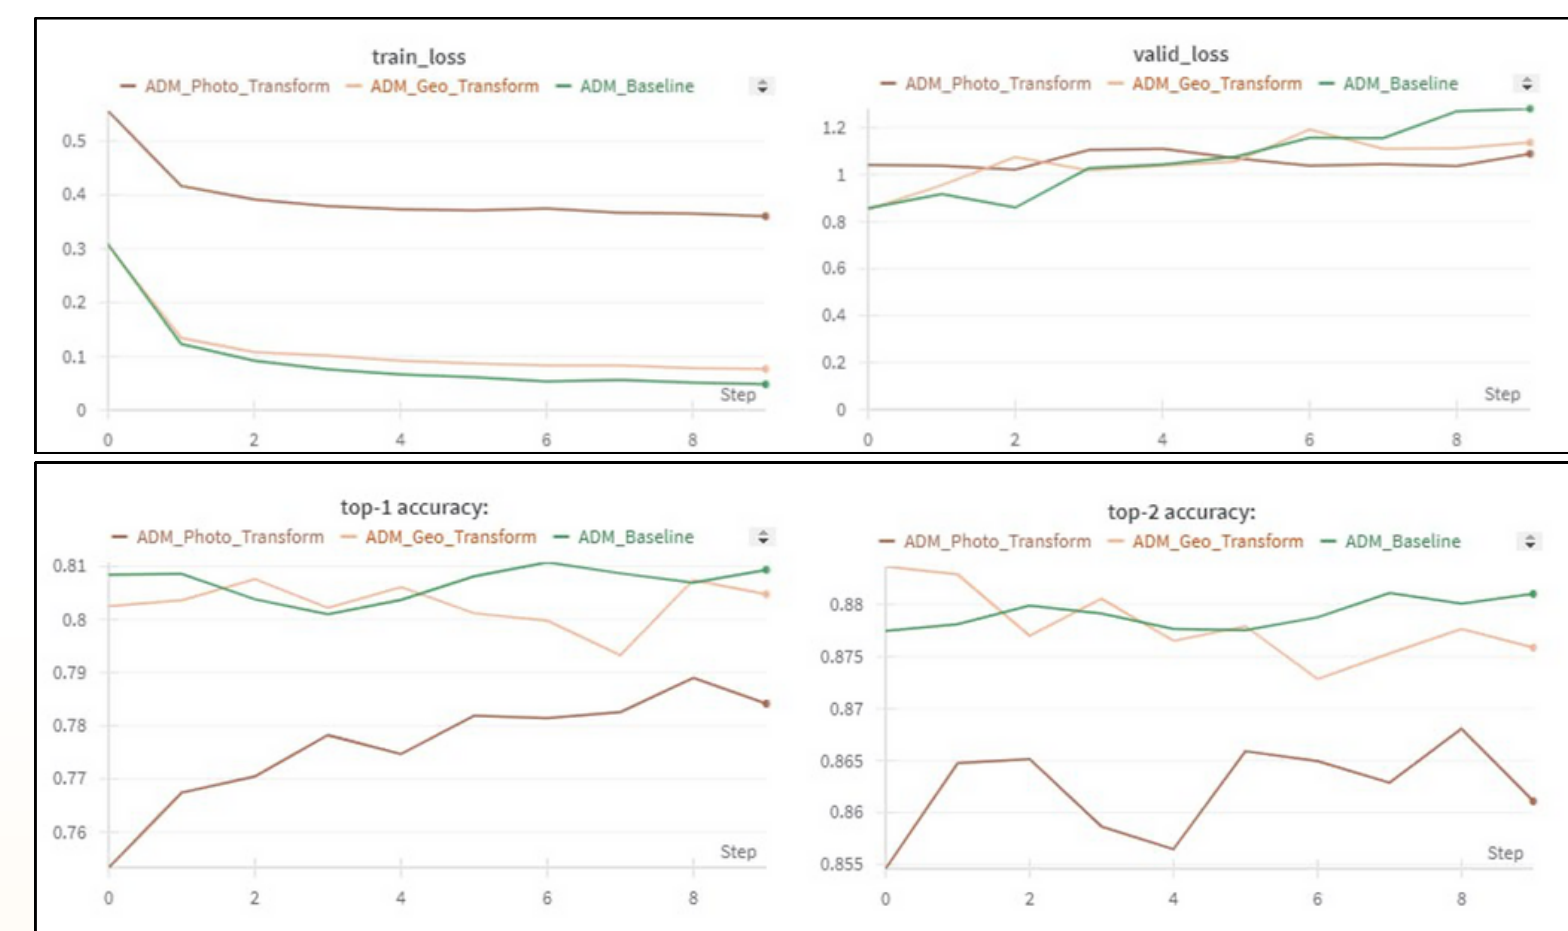 train_loss
ADM_Photo_Transform ADM_Geo_Transform ADM_Baseline
0.5
0.4
0.3
0.2
0.1
0
Step
0 2 4 6 8
valid_loss
ADM_Photo_Transform ADM_Geo_Transform ADM_Baseline
1.2
1
0.8
0.6
0.4
0.2
0
Step
0 2 4 6 8
top-1 accuracy:
ADM_Photo_Transform ADM_Geo_Transform ADM_Baseline
0.81
0.8
0.79
0.78
0.77
0.76
Step
0 2 4 6 8
top-2 accuracy:
ADM_Photo_Transform ADM_Geo_Transform ADM_Baseline
0.88
0.875
0.87
0.865
0.86
0.855
Step
0 2 4 6 8